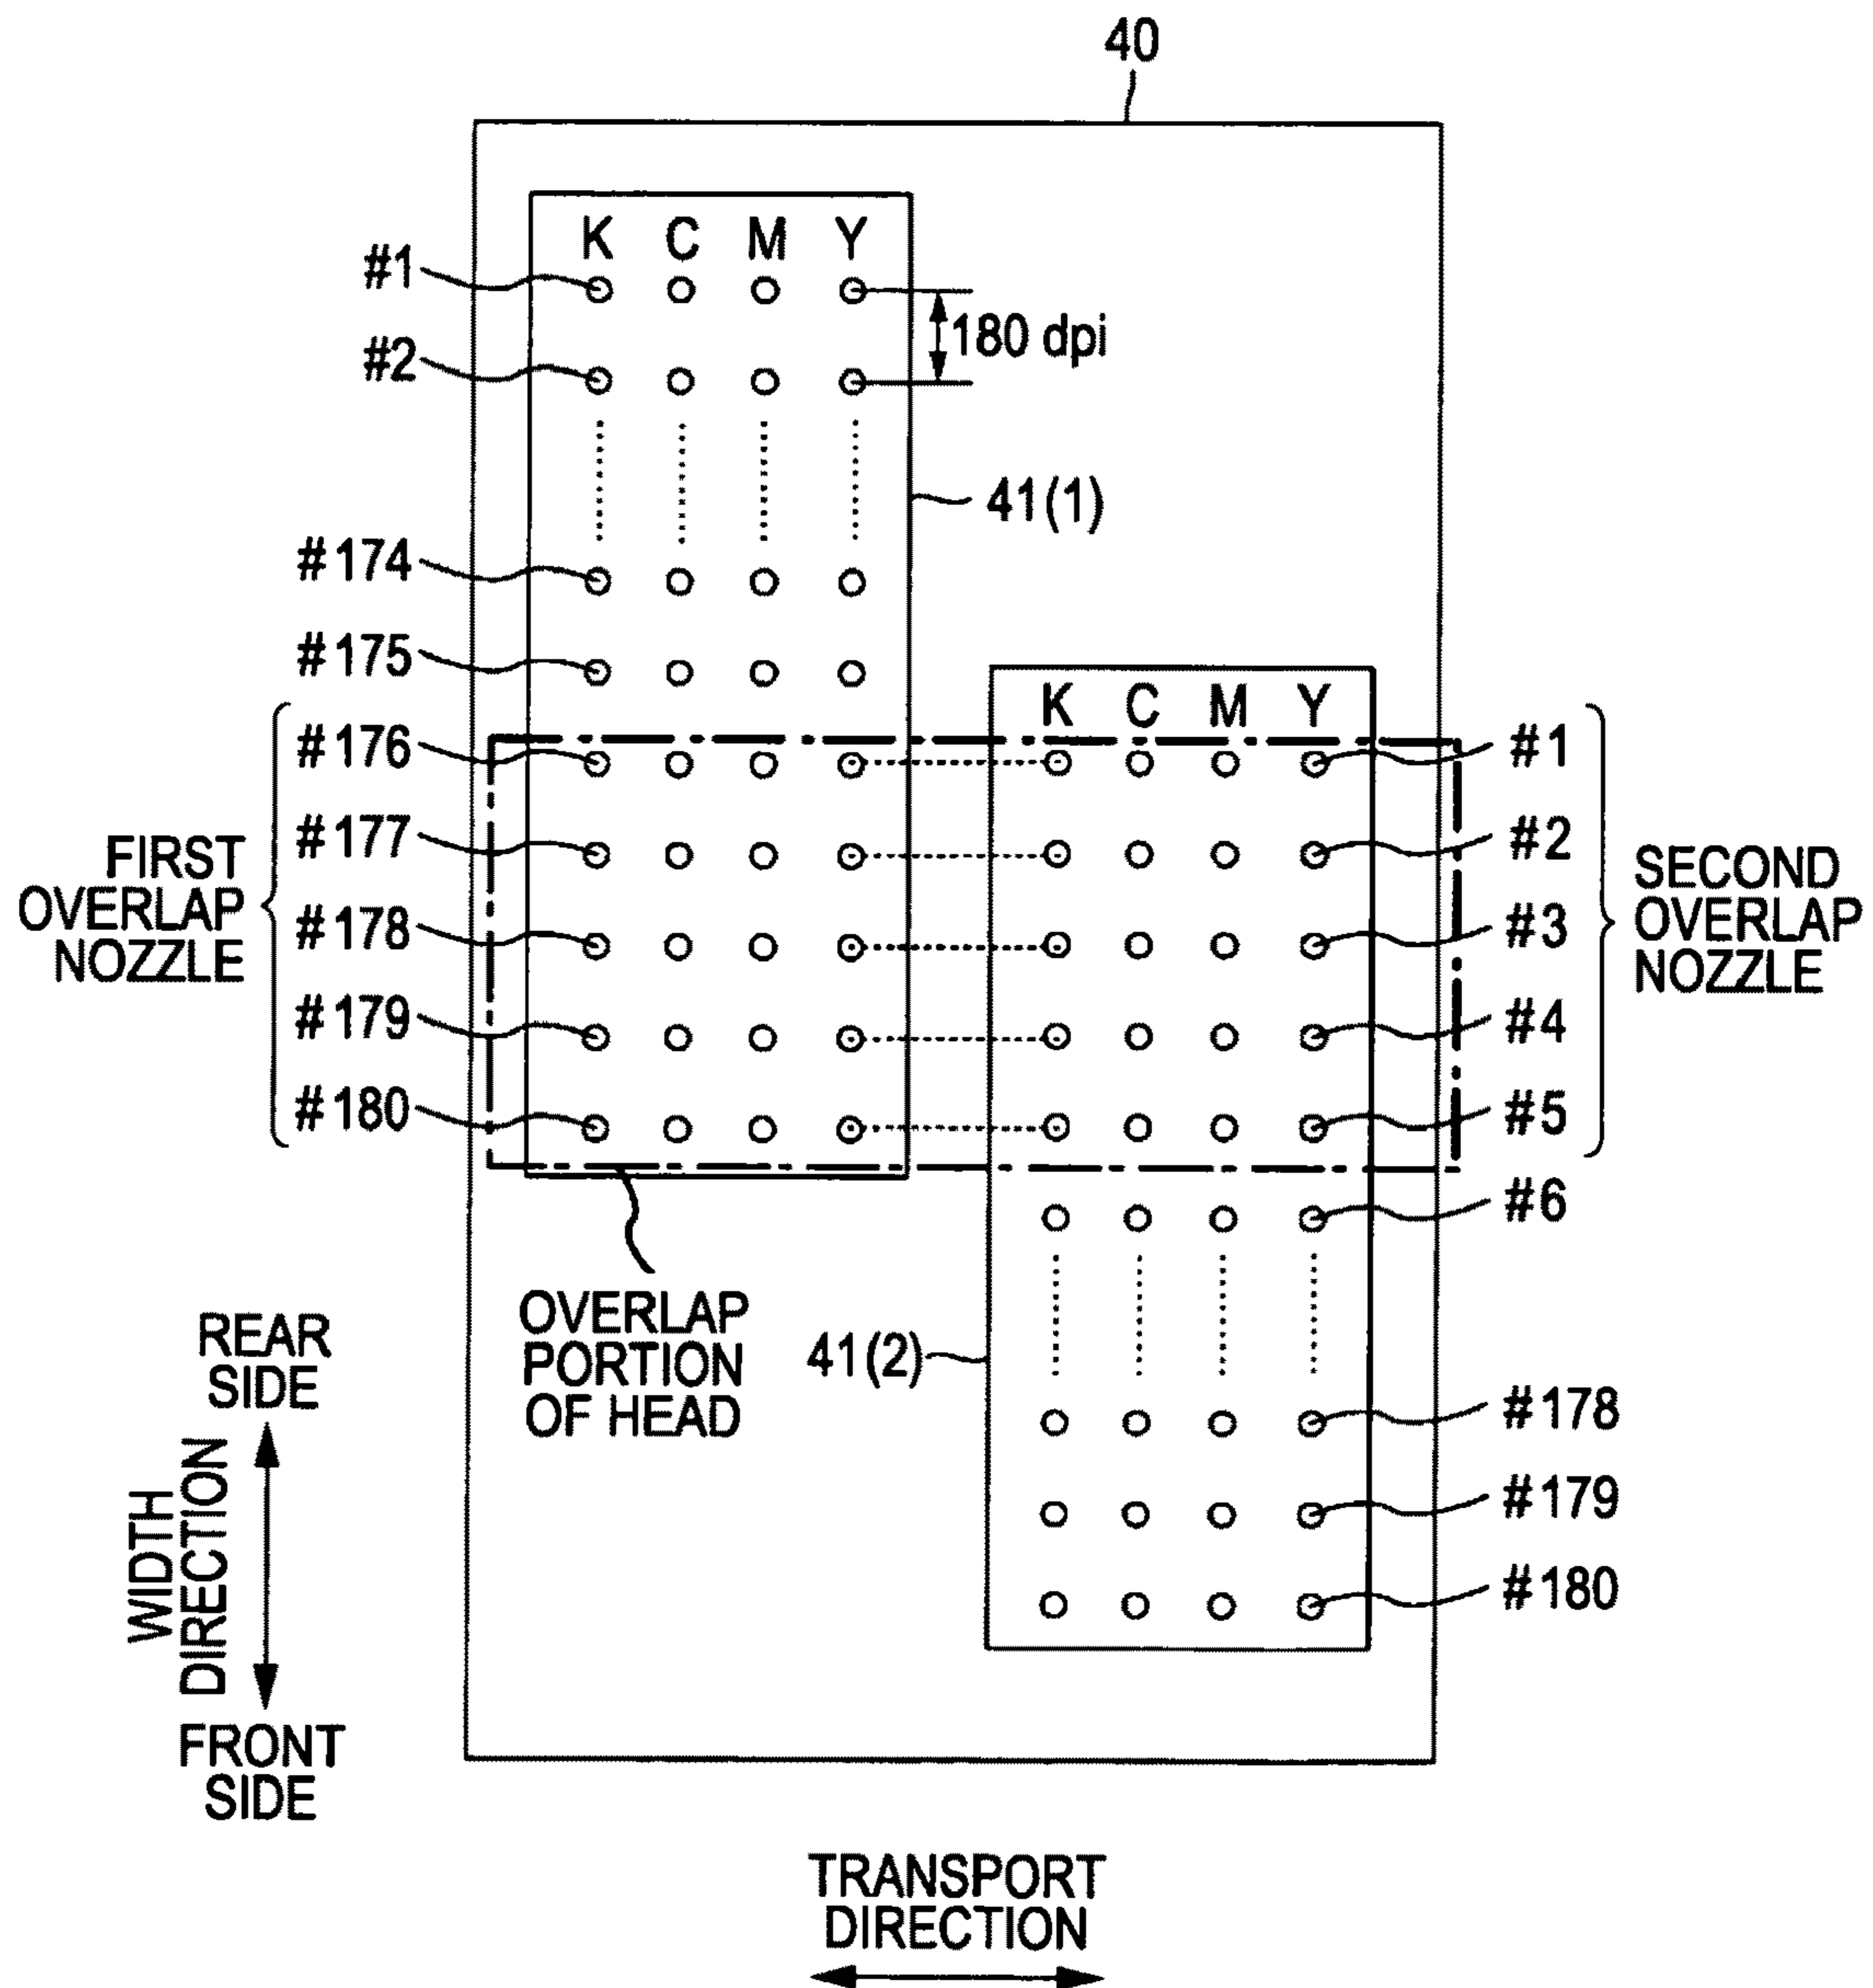 40
K C M Y
#1
180 dpi
#2
41(1)
#174
#175
K C M Y
#176
#1
#177
#2
FIRST
OVERLAP
NOZZLE
SECOND
OVERLAP
NOZZLE
#178
#3
#179
#4
#180
#5
#6
OVERLAP
PORTION
OF HEAD
41(2)
REAR
SIDE
WIDTH
DIRECTION
FRONT
SIDE
#178
#179
#180
TRANSPORT
DIRECTION